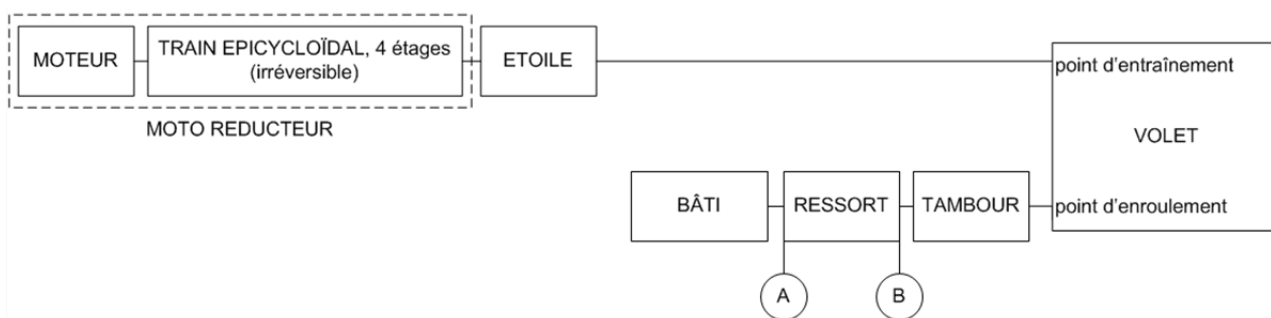 MOTEUR
TRAIN EPICYCLOÏDAL, 4 étages
(irréversible)
ETOILE
MOTO REDUCTEUR
point d'entraînement
VOLET
point d'enroulement
BÂTI
RESSORT
TAMBOUR
A
B